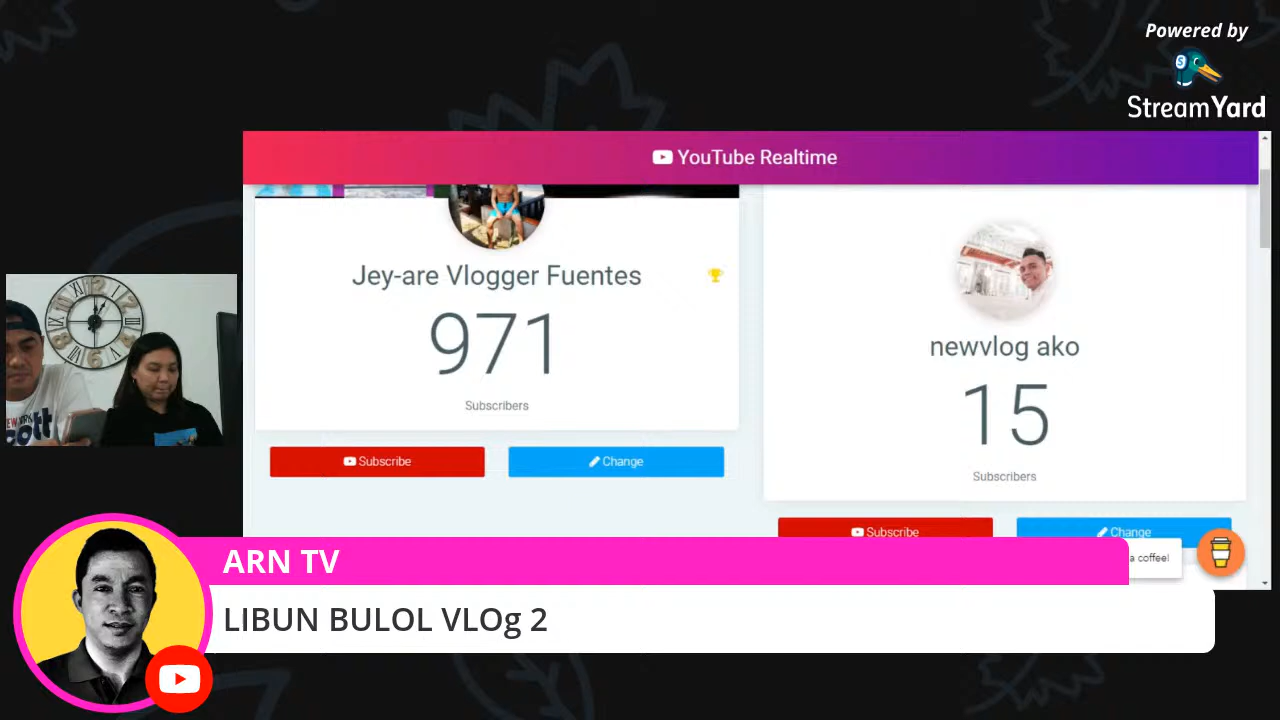 Powered by
StreamYard
YouTube Realtime
Jey-are Vlogger Fuentes
971
Subscribers
Subscribe
Change
newvlog ako
15
Subscribers
Subscribe
Change
a coffee!
ARN TV
LIBUN BULOL VLOg 2